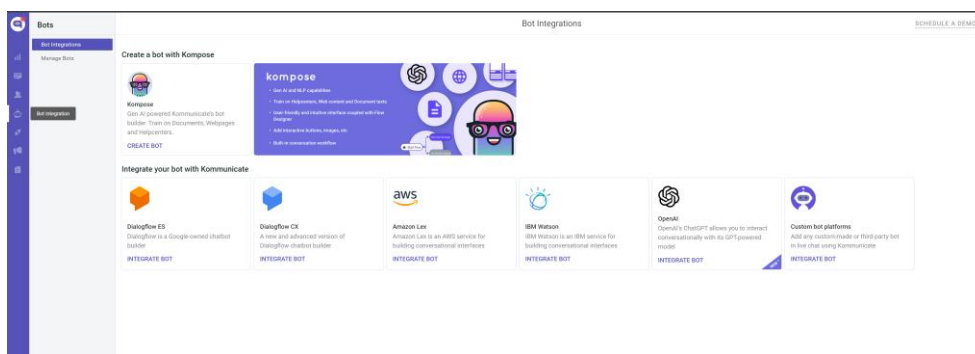 Bots
Bot Integrations
SCHEDULE A DEMO
Bot Integrations
Manage Bots
Bot Integration
Create a bot with Kompose
Kompose
Gen AI powered Kommunicate's bot
builder. Train on Documents, Webpages
and Helpcenters.
CREATE BOT
kompose
• Gen AI and NLP capabilities
• Train on Helpcenters, Web content and Document texts
• User-friendly and intuitive interface coupled with Flow
Designer
• Add interactive buttons, images, etc.
• Built-in conversation workflow
Integrate your bot with Kommunicate
Dialogflow ES
Dialogflow is a Google-owned chatbot
builder
INTEGRATE BOT
Dialogflow CX
A new and advanced version of
Dialogflow chatbot builder
INTEGRATE BOT
aws
Amazon Lex
Amazon Lex is an AWS service for
building conversational interfaces
INTEGRATE BOT
IBM Watson
IBM Watson is an IBM service for
building conversational interfaces
INTEGRATE BOT
OpenAI
OpenAI's ChatGPT allows you to interact
conversationally with its GPT-powered
model
INTEGRATE BOT
Custom bot platforms
Add any custom-made or third-party bot
in live chat using Kommunicate
INTEGRATE BOT